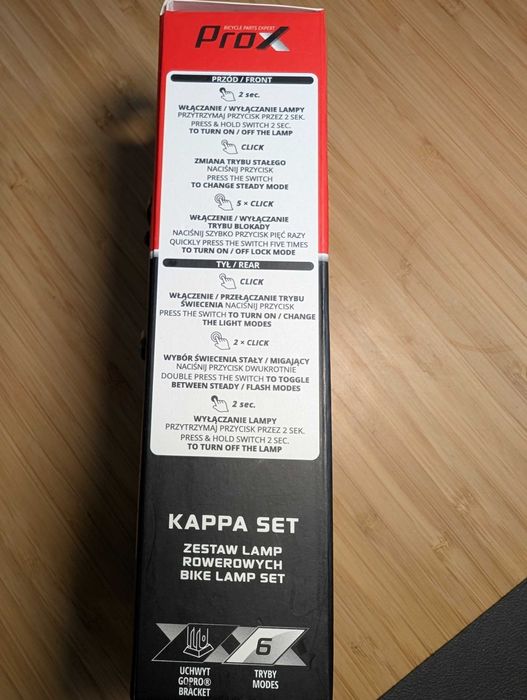 BICYCLE PARTS EXPERT
ProX
PRZÓD / FRONT
2 sec.
WŁĄCZANIE / WYŁĄCZANIE LAMPY
PRZYTRZYMAJ PRZYCISK PRZEZ 2 SEK.
PRESS & HOLD SWITCH 2 SEC.
TO TURN ON / OFF THE LAMP
CLICK
ZMIANA TRYBU STAŁEGO
NACIŚNIJ PRZYCISK
PRESS THE SWITCH
TO CHANGE STEADY MODE
5 × CLICK
WŁĄCZENIE / WYŁĄCZANIE
TRYBU BLOKADY
NACIŚNIJ SZYBKO PRZYCISK PIĘĆ RAZY
QUICKLY PRESS THE SWITCH FIVE TIMES
TO TURN ON / OFF LOCK MODE
TYŁ / REAR
CLICK
WŁĄCZENIE / PRZEŁĄCZANIE TRYBU
ŚWIECENIA NACIŚNIJ PRZYCISK
PRESS THE SWITCH TO TURN ON / CHANGE
THE LIGHT MODES
2 × CLICK
WYBÓR ŚWIECENIA STAŁY / MIGAJĄCY
NACIŚNIJ PRZYCISK DWUKROTNIE
DOUBLE PRESS THE SWITCH TO TOGGLE
BETWEEN STEADY / FLASH MODES
2 sec.
WYŁĄCZANIE LAMPY
PRZYTRZYMAJ PRZYCISK PRZEZ 2 SEK.
PRESS & HOLD SWITCH 2 SEC.
TO TURN OFF THE LAMP
KAPPA SET
ZESTAW LAMP
ROWEROWYCH
BIKE LAMP SET
UCHWYT
GOPRO®
BRACKET
6
TRYBY
MODES